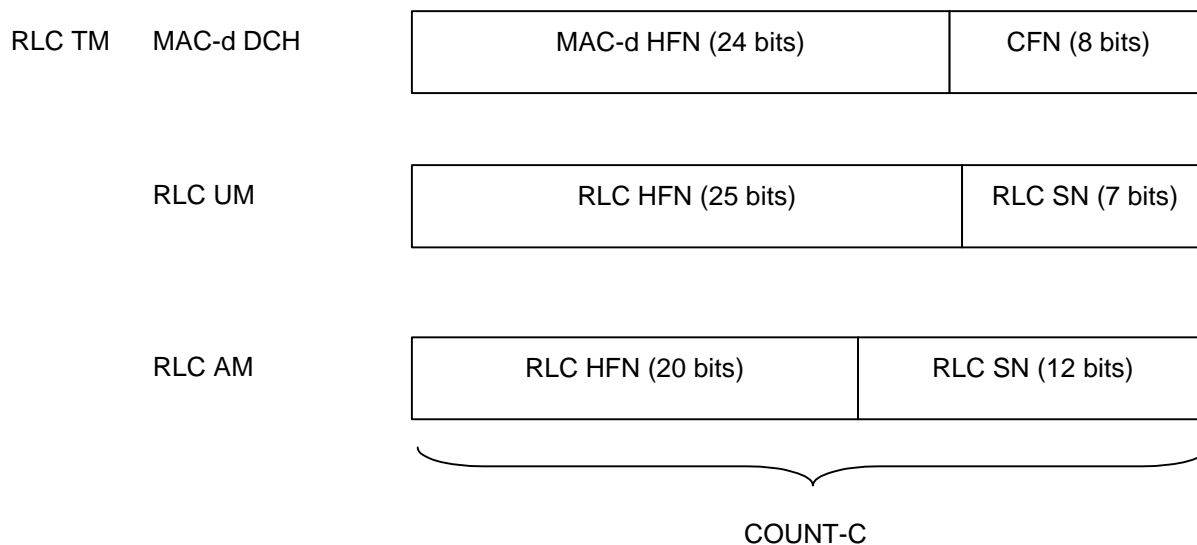 RLC TM MAC-d DCH MAC-d HFN (24 bits) CFN (8 bits)
RLC UM RLC HFN (25 bits) RLC SN (7 bits)
RLC AM RLC HFN (20 bits) RLC SN (12 bits)
COUNT-C